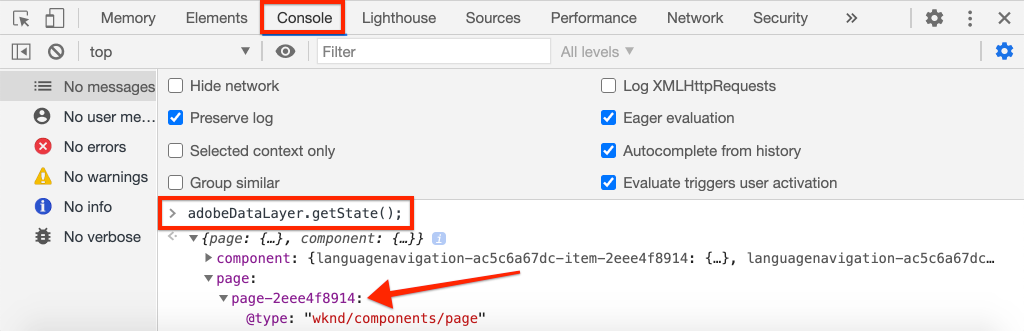 Memory Elements Console Lighthouse Sources Performance Network Security »
top Filter All levels
No messages Hide network Log XMLHttpRequests
No user me... Preserve log Eager evaluation
No errors Selected context only Autocomplete from history
No warnings Group similar Evaluate triggers user activation
No info > adobeDataLayer.getState();
No verbose {page: {…}, component: {…}} i
component: {languagenavigation-ac5c6a67dc-item-2eee4f8914: {…}, languagenavigation-ac5c6a67dc…
page:
page-2eee4f8914:
@type: "wknd/components/page"